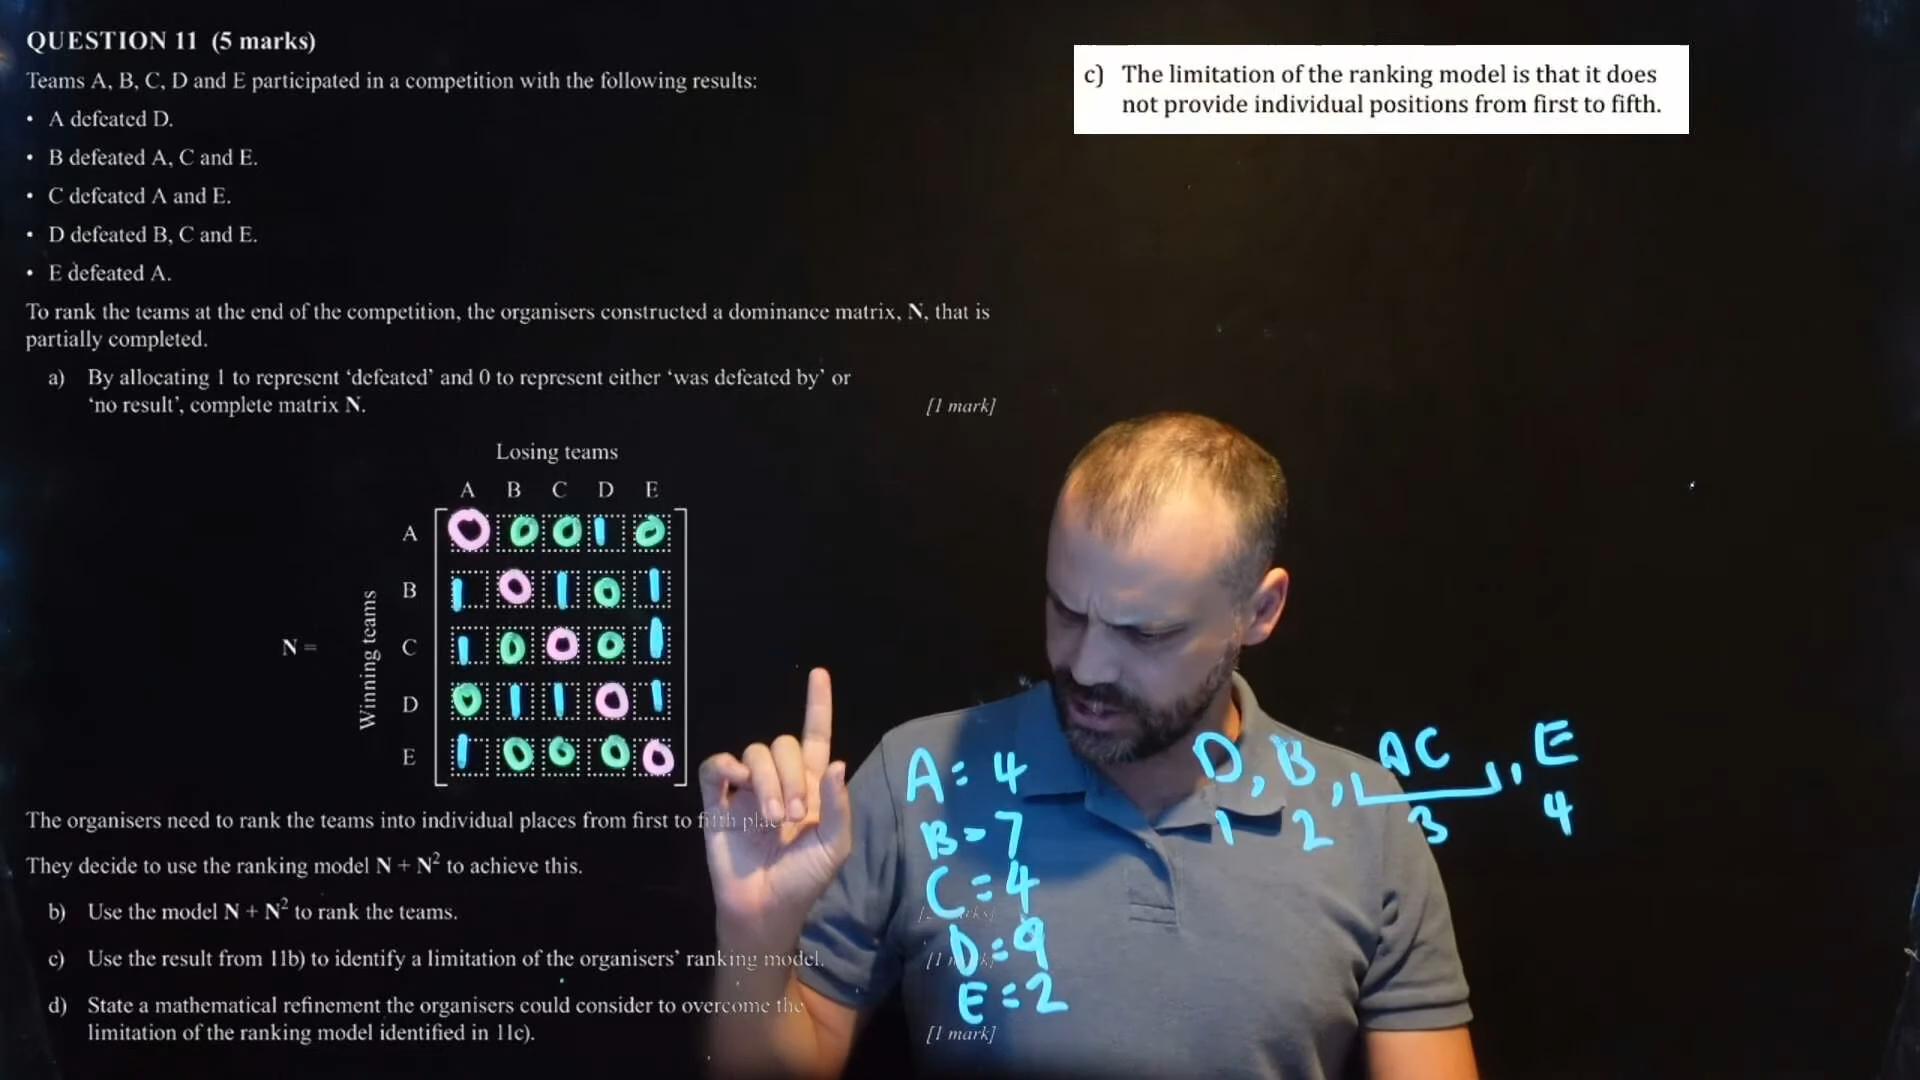 QUESTION 11 (5 marks)
Teams A, B, C, D and E participated in a competition with the following results:
• A defeated D.
• B defeated A, C and E.
• C defeated A and E.
• D defeated B, C and E.
• E defeated A.
To rank the teams at the end of the competition, the organisers constructed a dominance matrix, N, that is
partially completed.
a) By allocating 1 to represent ‘defeated’ and 0 to represent either ‘was defeated by’ or
‘no result’, complete matrix N.
[1 mark]
Losing teams
A B C D E
A 0 0 0 1 0
B 1 0 1 0 1
C 1 0 0 0 1
D 0 1 1 0 1
E 1 0 0 0 0
N =
Winning teams
The organisers need to rank the teams into individual places from first to fifth
They decide to use the ranking model N + N² to achieve this.
b) Use the model N + N² to rank the teams.
c) Use the result from 11b) to identify a limitation of the organisers’ ranking model.
d) State a mathematical refinement the organisers could consider to overcome the
limitation of the ranking model identified in 11c).
[1 mark]
c) The limitation of the ranking model is that it does
not provide individual positions from first to fifth.
A = 4
B = 7
C = 4
D = 9
E = 2
D, B, AC, E
1 2 3 4